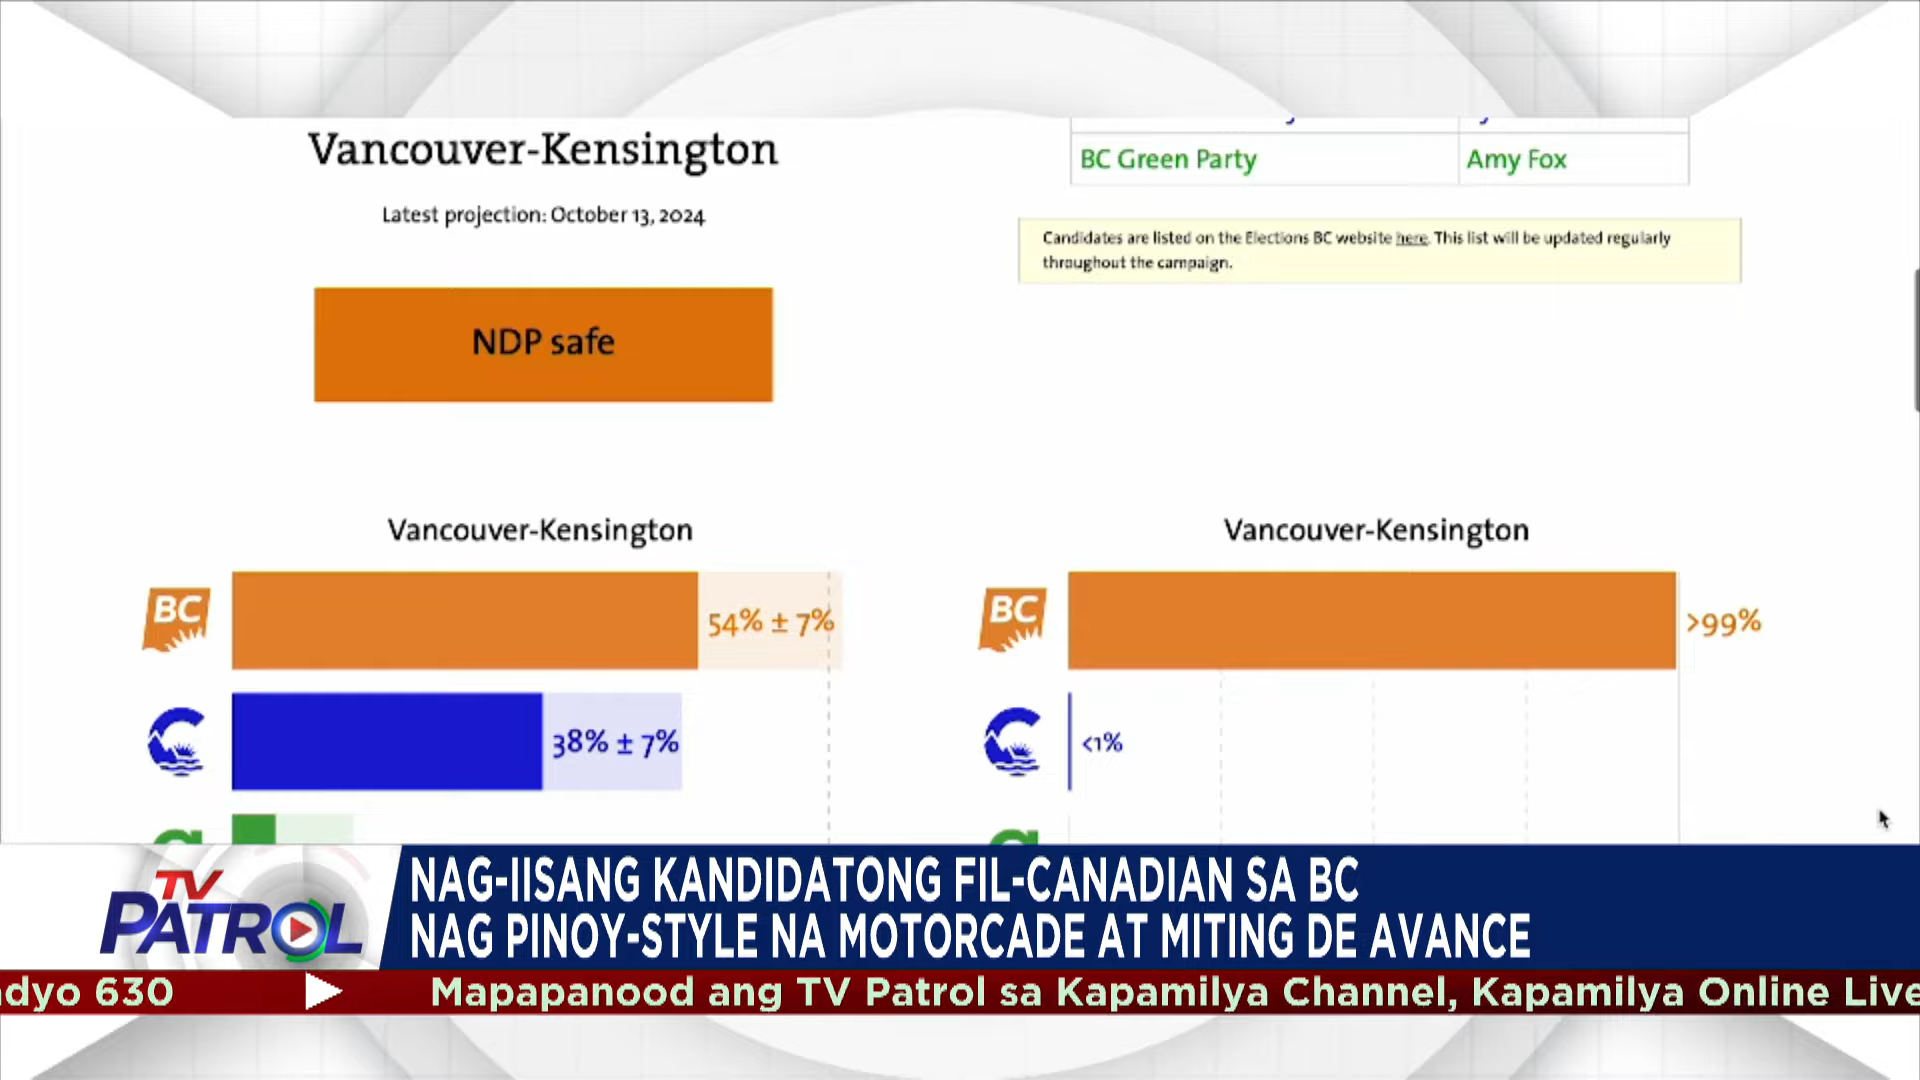 Vancouver-Kensington
Latest projection: October 13, 2024
NDP safe
BC Green Party
Amy Fox
Candidates are listed on the Elections BC website here. This list will be updated regularly
throughout the campaign.
Vancouver-Kensington
BC
54% ± 7%
38% ± 7%
Vancouver-Kensington
BC
>99%
<1%
TV
PATROL
NAG-IISANG KANDIDATONG FIL-CANADIAN SA BC
NAG PINOY-STYLE NA MOTORCADE AT MITING DE AVANCE
adyo 630
Mapapanood ang TV Patrol sa Kapamilya Channel, Kapamilya Online Live